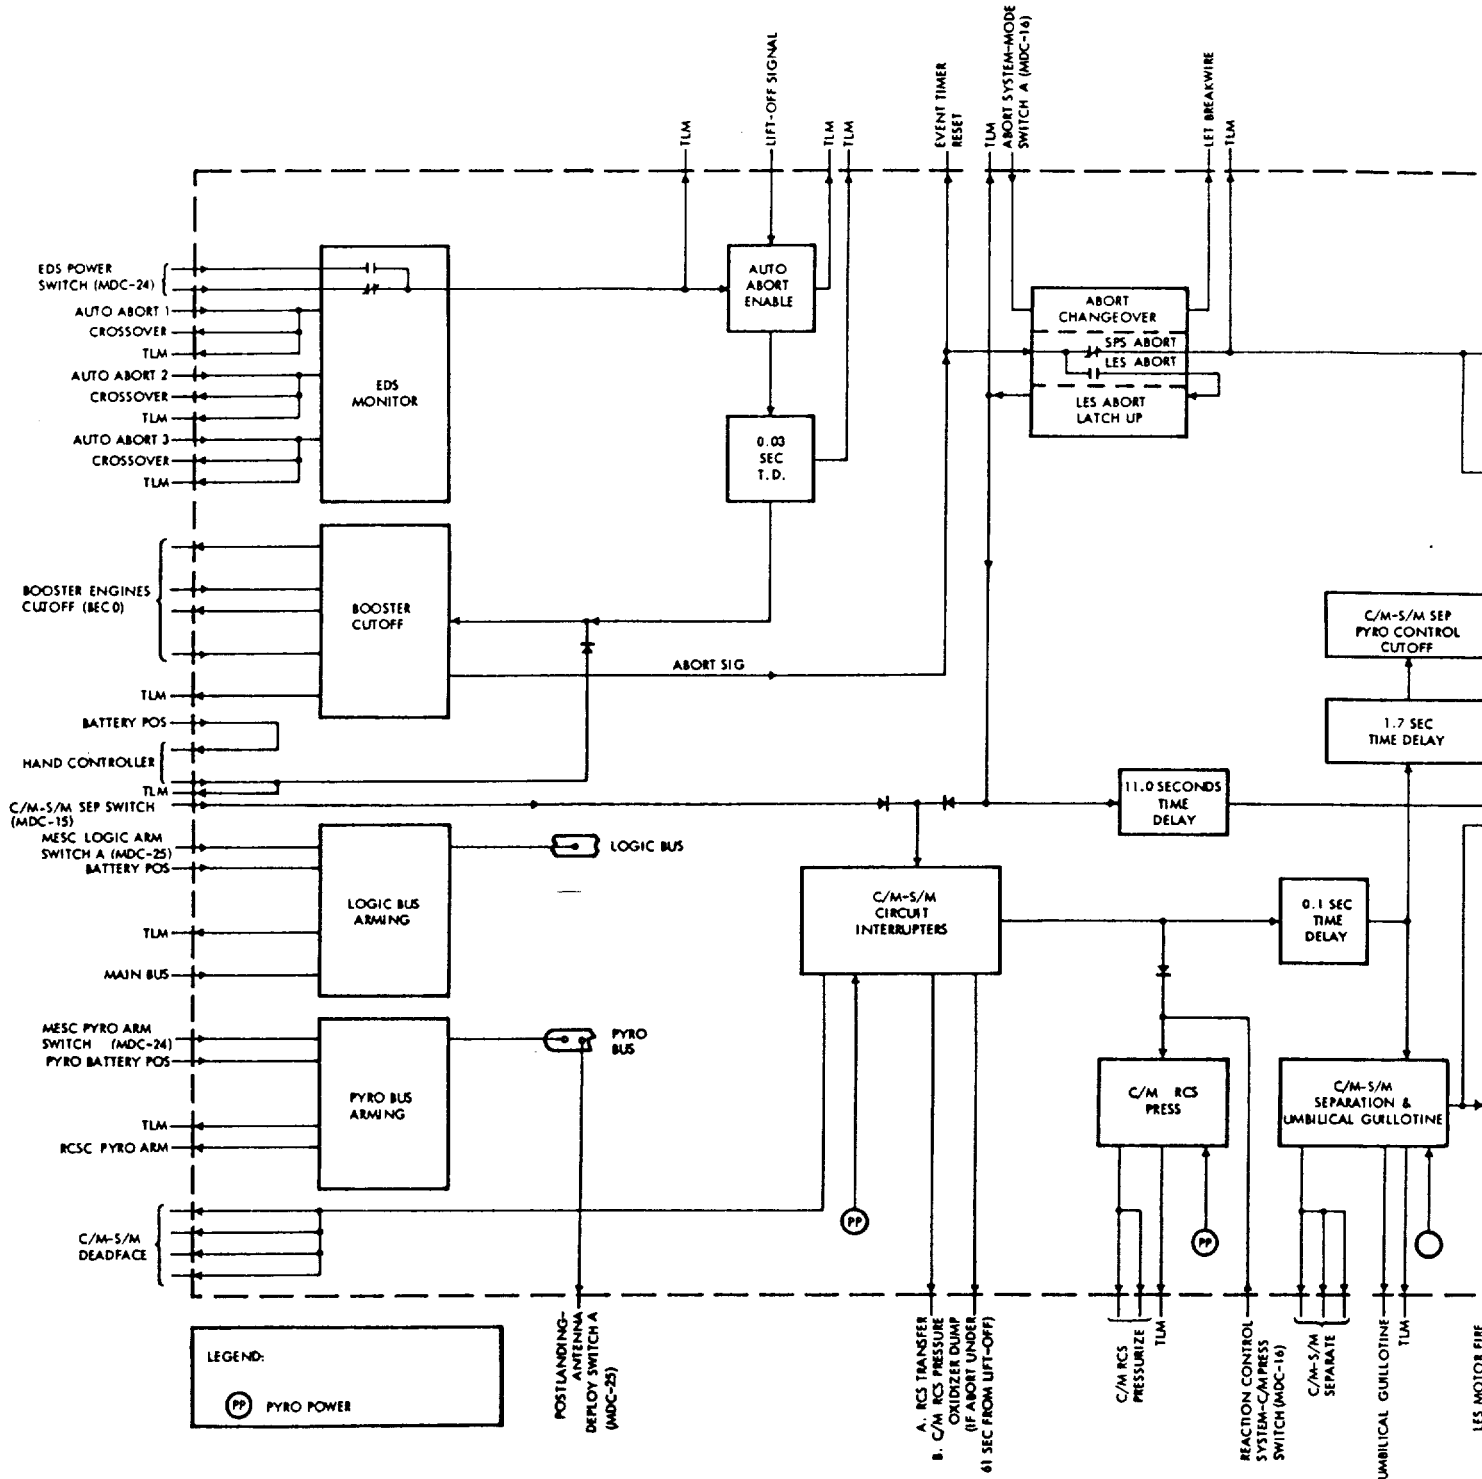 LIFT-OFF SIGNAL
TLM
TLM
TLM
EVENT TIMER
RESET
TLM
ABORT SYSTEM-MODE
SWITCH A (MDC-16)
LET BREAKWIRE
TLM
EDS POWER
SWITCH (MDC-24)
AUTO ABORT 1
CROSSOVER
TLM
AUTO ABORT 2
CROSSOVER
TLM
AUTO ABORT 3
CROSSOVER
TLM
EDS
MONITOR
AUTO
ABORT
ENABLE
0.03
SEC
T.D.
ABORT
CHANGEOVER
SPS ABORT
LES ABORT
LES ABORT
LATCH UP
BOOSTER ENGINES
CUTOFF (BECO)
TLM
BOOSTER
CUTOFF
ABORT SIG
BATTERY POS
HAND CONTROLLER
TLM
C/M-S/M SEP SWITCH
(MDC-15)
C/M-S/M SEP
PYRO CONTROL
CUTOFF
1.7 SEC
TIME DELAY
11.0 SECONDS
TIME
DELAY
MESC LOGIC ARM
SWITCH A (MDC-25)
BATTERY POS
TLM
MAIN BUS
LOGIC BUS
ARMING
LOGIC BUS
C/M-S/M
CIRCUIT
INTERRUPTERS
0.1 SEC
TIME
DELAY
MESC PYRO ARM
SWITCH (MDC-24)
PYRO BATTERY POS
TLM
RCSC PYRO ARM
PYRO BUS
ARMING
PYRO
BUS
C/M RCS
PRESS
C/M-S/M
SEPARATION &
UMBILICAL GUILLOTINE
C/M-S/M
DEADFACE
PP
PP
LEGEND:
PP PYRO POWER
POSTLANDING-
ANTENNA
DEPLOY SWITCH A
(MDC-25)
A. RCS TRANSFER
B. C/M RCS PRESSURE
OXIDIZER DUMP
(IF ABORT UNDER
61 SEC FROM LIFT-OFF)
C/M RCS
PRESSURIZE
TLM
REACTION CONTROL
SYSTEM-C/M PRESS
SWITCH (MDC-16)
C/M-S/M
SEPARATE
UMBILICAL GUILLOTINE
TLM
LES MOTOR FIRE